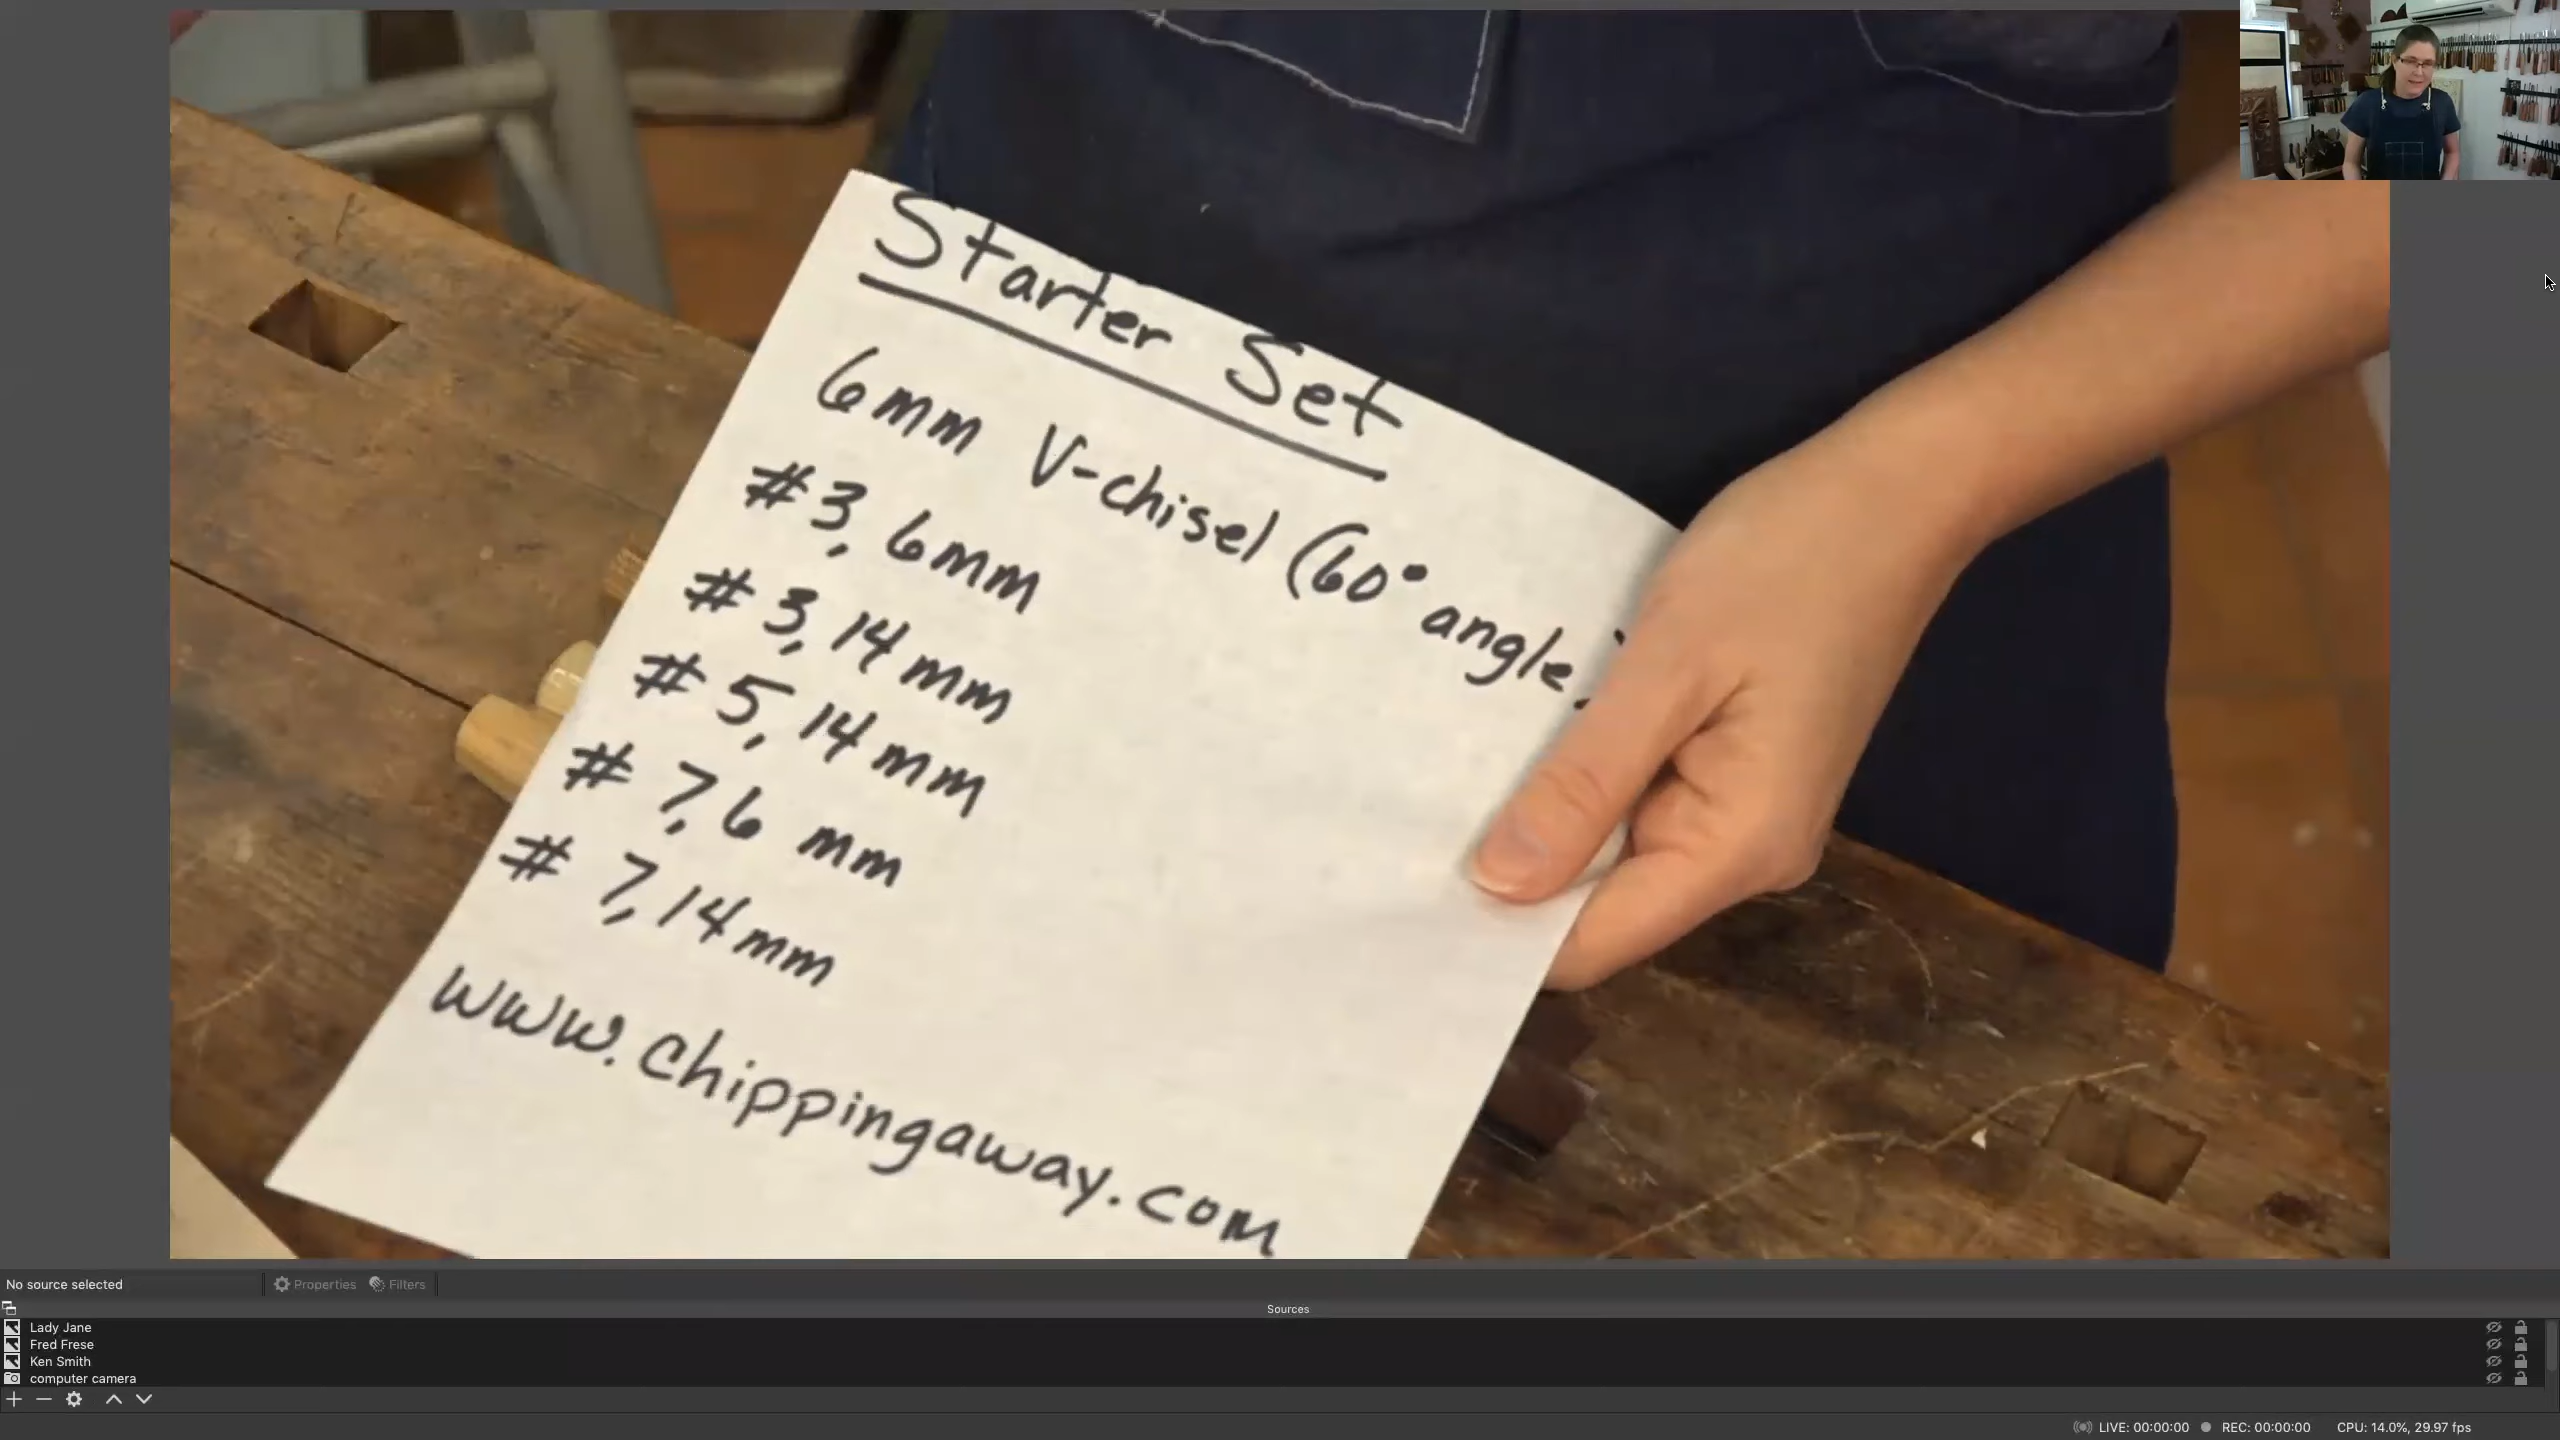 Starter Set
6mm V-chisel (60° angle)
#3, 6mm
#3, 14mm
#5, 14mm
#7, 6 mm
#7, 14mm
www.chippingaway.com
No source selected
Properties
Filters
Sources
Lady Jane
Fred Frese
Ken Smith
computer camera
LIVE: 00:00:00
REC: 00:00:00
CPU: 14.0%, 29.97 fps